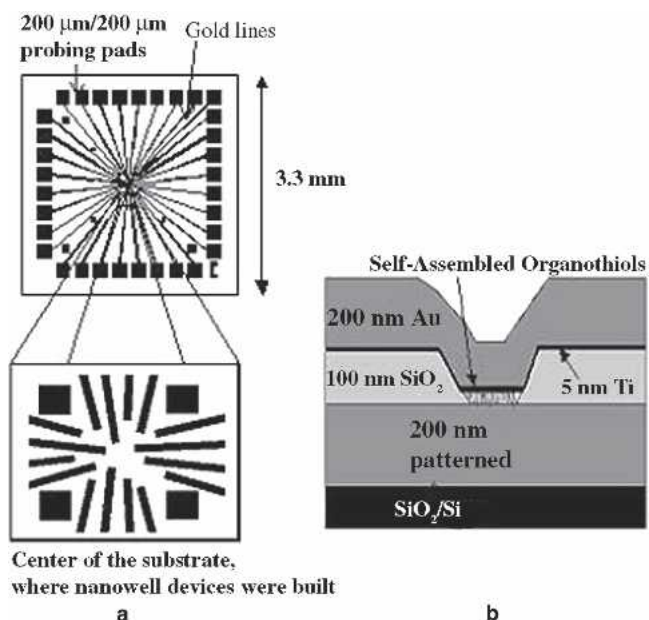 200 μm/200 μm
probing pads
Gold lines
3.3 mm
Center of the substrate,
where nanowell devices were built
a
Self-Assembled Organothiols
200 nm Au
100 nm SiO₂
5 nm Ti
200 nm
patterned
SiO₂/Si
b